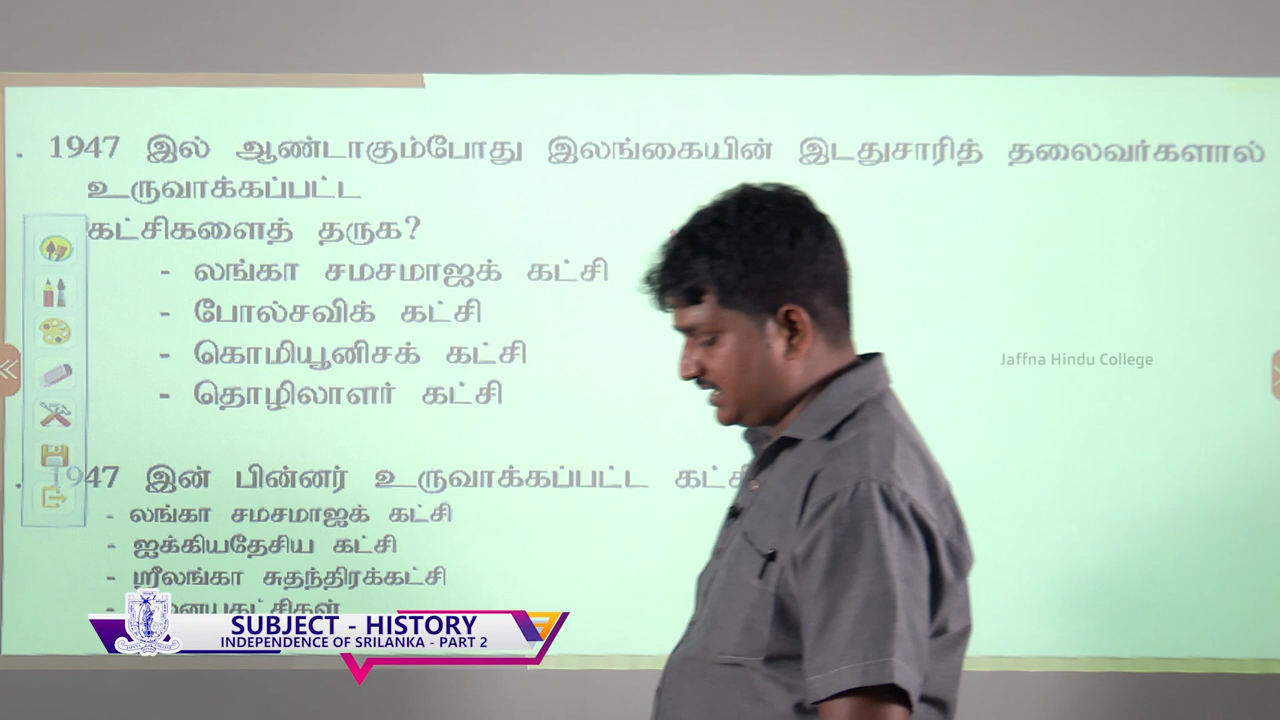 . 1947 இல் ஆண்டாகும்போது இலங்கையின் இடதுசாரித் தலைவர்களால்
உருவாக்கப்பட்ட
கட்சிகளைத் தருக?
- லங்கா சமசமாஜக் கட்சி
- போல்சவிக் கட்சி
- கொமியூனிசக் கட்சி
- தொழிலாளர் கட்சி
Jaffna Hindu College
. 1947 இன் பின்னர் உருவாக்கப்பட்ட
- லங்கா சமசமாஜக் கட்சி
- ஐக்கியதேசிய கட்சி
- ஸ்ரீலங்கா சுதந்திரக்கட்சி
SUBJECT - HISTORY
INDEPENDENCE OF SRILANKA - PART 2